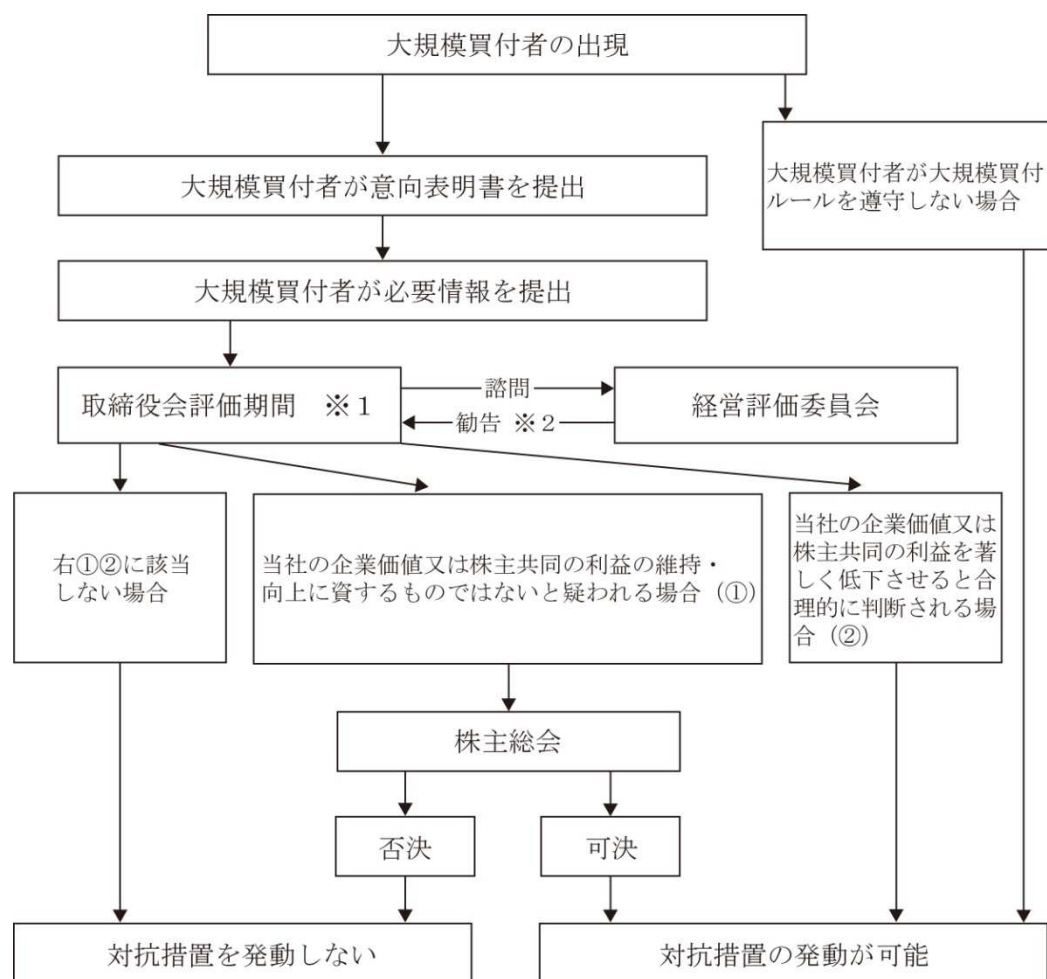 大規模買付者の出現
大規模買付者が大規模買付
ルールを遵守しない場合
大規模買付者が意向表明書を提出
大規模買付者が必要情報を提出
取締役会評価期間　※１
諮問
勧告 ※２
経営評価委員会
右①②に該当
しない場合
当社の企業価値又は株主共同の利益の維持・
向上に資するものではないと疑われる場合（①）
当社の企業価値又は
株主共同の利益を著
しく低下させると合
理的に判断される場
合（②）
株主総会
否決
可決
対抗措置を発動しない
対抗措置の発動が可能